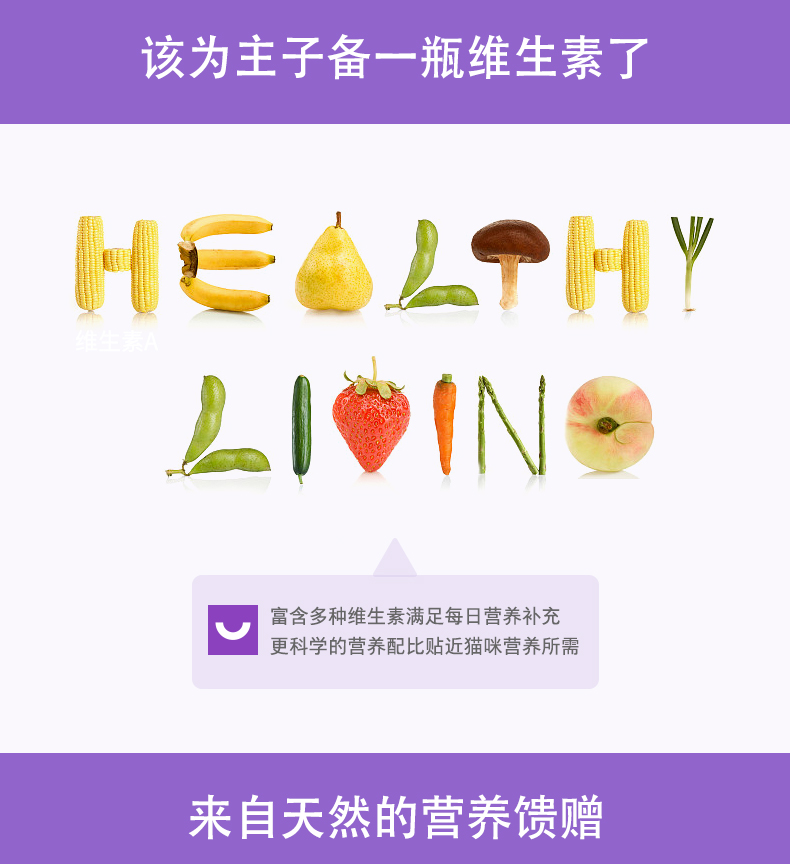 该为主子备一瓶维生素了
HEALTHY
维生素A
LIVING
富含多种维生素满足每日营养补充
更科学的营养配比贴近猫咪营养所需
来自天然的营养馈赠